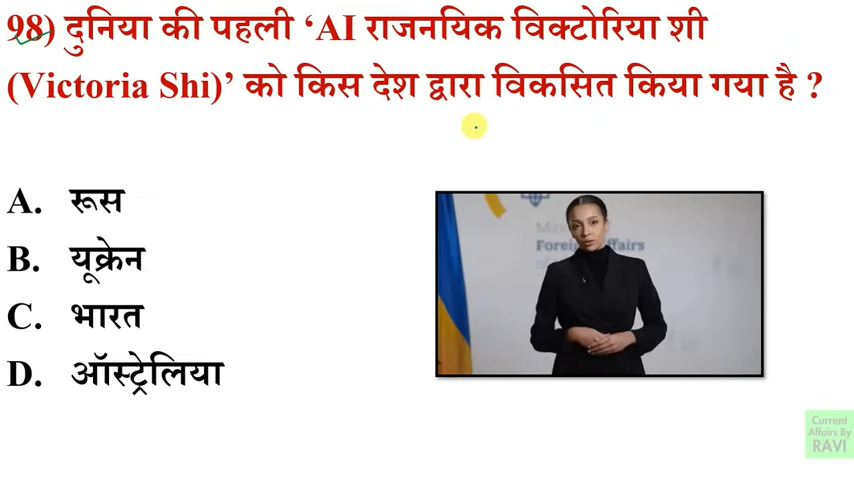 98) दुनिया की पहली ‘AI राजनयिक विक्टोरिया शी
(Victoria Shi)’ को किस देश द्वारा विकसित किया गया है ?
A. रूस
B. यूक्रेन
C. भारत
D. ऑस्ट्रेलिया
Foreign Affairs
Current
Affairs By
RAVI